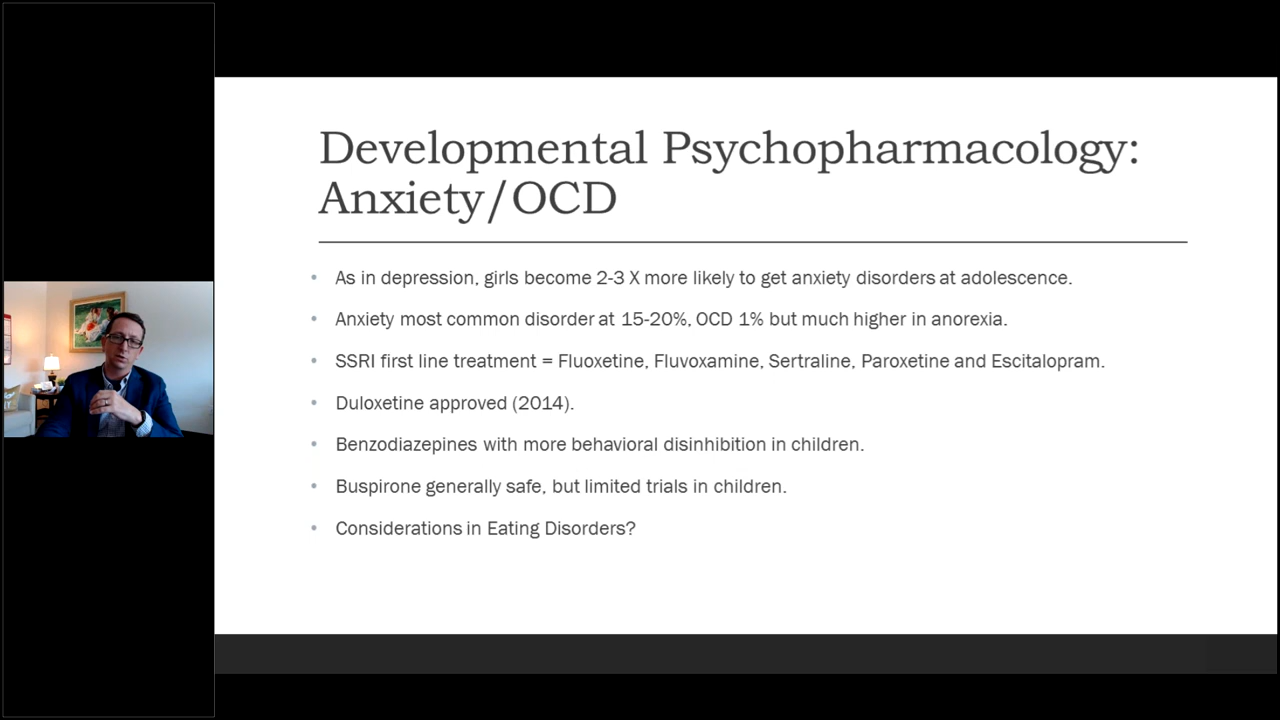 Developmental Psychopharmacology:
Anxiety/OCD
• As in depression, girls become 2-3 X more likely to get anxiety disorders at adolescence.
• Anxiety most common disorder at 15-20%, OCD 1% but much higher in anorexia.
• SSRI first line treatment = Fluoxetine, Fluvoxamine, Sertraline, Paroxetine and Escitalopram.
• Duloxetine approved (2014).
• Benzodiazepines with more behavioral disinhibition in children.
• Buspirone generally safe, but limited trials in children.
• Considerations in Eating Disorders?